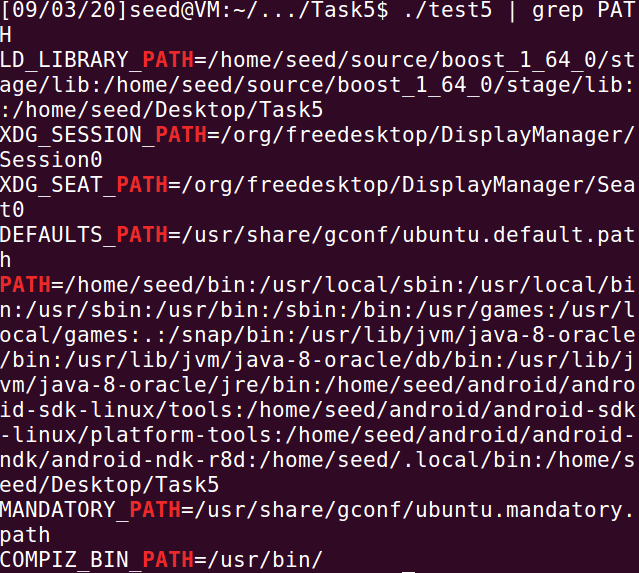 [09/03/20]seed@VM:~/.../Task5$ ./test5 | grep PAT
H
LD_LIBRARY_PATH=/home/seed/source/boost_1_64_0/st
age/lib:/home/seed/source/boost_1_64_0/stage/lib:
:/home/seed/Desktop/Task5
XDG_SESSION_PATH=/org/freedesktop/DisplayManager/
Session0
XDG_SEAT_PATH=/org/freedesktop/DisplayManager/Sea
t0
DEFAULTS_PATH=/usr/share/gconf/ubuntu.default.pat
h
PATH=/home/seed/bin:/usr/local/sbin:/usr/local/bi
n:/usr/sbin:/usr/bin:/sbin:/bin:/usr/games:/usr/l
ocal/games:.:/snap/bin:/usr/lib/jvm/java-8-oracle
/bin:/usr/lib/jvm/java-8-oracle/db/bin:/usr/lib/j
vm/java-8-oracle/jre/bin:/home/seed/android/andro
id-sdk-linux/tools:/home/seed/android/android-sdk
-linux/platform-tools:/home/seed/android/android-
ndk/android-ndk-r8d:/home/seed/.local/bin:/home/s
eed/Desktop/Task5
MANDATORY_PATH=/usr/share/gconf/ubuntu.mandatory.
path
COMPIZ_BIN_PATH=/usr/bin/